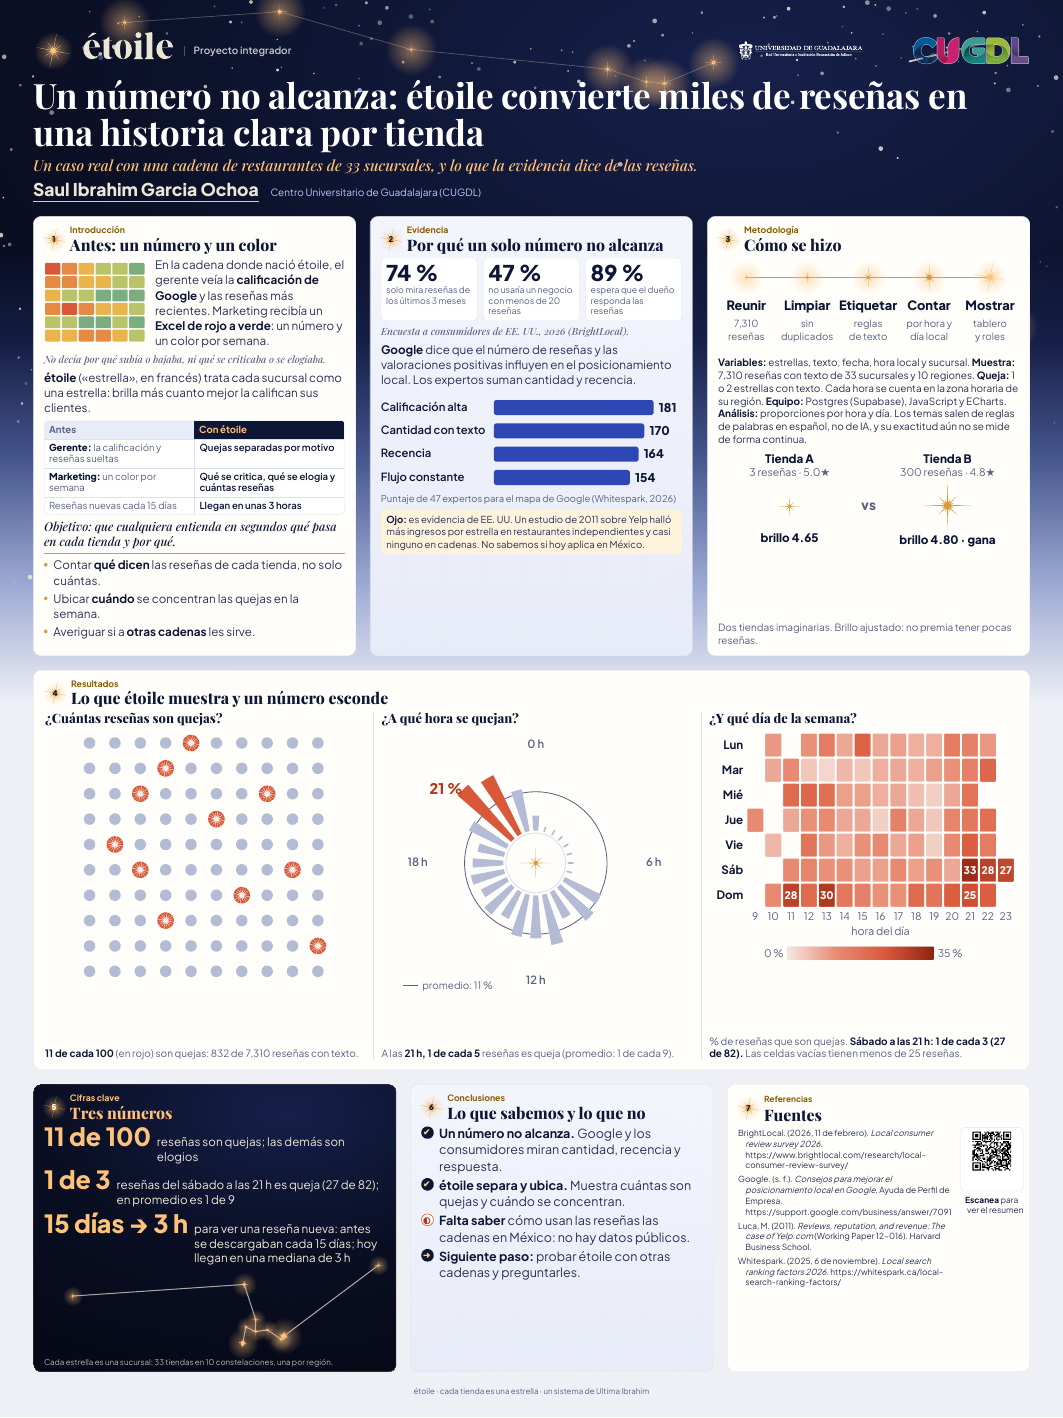 étoile
Proyecto integrador
UNIVERSIDAD DE GUADALAJARA
Red Universitaria e Institución Benemérita de Jalisco
CUGDL
Un número no alcanza: étoile convierte miles de reseñas en
una historia clara por tienda
Un caso real con una cadena de restaurantes de 33 sucursales, y lo que la evidencia dice de las reseñas.
Saul Ibrahim Garcia Ochoa
Centro Universitario de Guadalajara (CUGDL)
1
Introducción
Antes: un número y un color
En la cadena donde nació étoile, el
gerente veía la calificación de
Google y las reseñas más
recientes. Marketing recibía un
Excel de rojo a verde: un número y
un color por semana.
No decía por qué subía o bajaba, ni qué se criticaba o se elogiaba.
étoile («estrella», en francés) trata cada sucursal como
una estrella: brilla más cuanto mejor la califican sus
clientes.
Antes
Con étoile
Gerente: la calificación y
reseñas sueltas
Quejas separadas por motivo
Marketing: un color por
semana
Qué se critica, qué se elogia y
cuántas reseñas
Reseñas nuevas cada 15 días
Llegan en unas 3 horas
Objetivo: que cualquiera entienda en segundos qué pasa
en cada tienda y por qué.
• Contar qué dicen las reseñas de cada tienda, no solo
cuántas.
• Ubicar cuándo se concentran las quejas en la
semana.
• Averiguar si a otras cadenas les sirve.
2
Evidencia
Por qué un solo número no alcanza
74 %
solo mira reseñas de
los últimos 3 meses
47 %
no usaría un negocio
con menos de 20
reseñas
89 %
espera que el dueño
responda las
reseñas
Encuesta a consumidores de EE. UU., 2026 (BrightLocal).
Google dice que el número de reseñas y las
valoraciones positivas influyen en el posicionamiento
local. Los expertos suman cantidad y recencia.
Calificación alta 181
Cantidad con texto 170
Recencia 164
Flujo constante 154
Puntaje de 47 expertos para el mapa de Google (Whitespark, 2026)
Ojo: es evidencia de EE. UU. Un estudio de 2011 sobre Yelp halló
más ingresos por estrella en restaurantes independientes y casi
ninguno en cadenas. No sabemos si hoy aplica en México.
3
Metodología
Cómo se hizo
Reunir
7,310
reseñas
Limpiar
sin
duplicados
Etiquetar
reglas
de texto
Contar
por hora y
día local
Mostrar
tablero
y roles
Variables: estrellas, texto, fecha, hora local y sucursal. Muestra:
7,310 reseñas con texto de 33 sucursales y 10 regiones. Queja: 1
o 2 estrellas con texto. Cada hora se cuenta en la zona horaria de
su región. Equipo: Postgres (Supabase), JavaScript y ECharts.
Análisis: proporciones por hora y día. Los temas salen de reglas
de palabras en español, no de IA, y su exactitud aún no se mide
de forma continua.
Tienda A
3 reseñas · 5.0★
brillo 4.65
vs
Tienda B
300 reseñas · 4.8★
brillo 4.80 · gana
Dos tiendas imaginarias. Brillo ajustado: no premia tener pocas
reseñas.
4
Resultados
Lo que étoile muestra y un número esconde
¿Cuántas reseñas son quejas?
11 de cada 100 (en rojo) son quejas: 832 de 7,310 reseñas con texto.
¿A qué hora se quejan?
0 h
21 %
18 h
6 h
12 h
promedio: 11 %
A las 21 h, 1 de cada 5 reseñas es queja (promedio: 1 de cada 9).
¿Y qué día de la semana?
Lun
Mar
Mié
Jue
Vie
Sáb 33 28 27
Dom 28 30 25
9 10 11 12 13 14 15 16 17 18 19 20 21 22 23
hora del día
0 % 35 %
% de reseñas que son quejas. Sábado a las 21 h: 1 de cada 3 (27
de 82). Las celdas vacías tienen menos de 25 reseñas.
5
Cifras clave
Tres números
11 de 100 reseñas son quejas; las demás son
elogios
1 de 3 reseñas del sábado a las 21 h es queja (27 de 82);
en promedio es 1 de 9
15 días → 3 h para ver una reseña nueva: antes
se descargaban cada 15 días; hoy
llegan en una mediana de 3 h
Cada estrella es una sucursal: 33 tiendas en 10 constelaciones, una por región.
6
Conclusiones
Lo que sabemos y lo que no
Un número no alcanza. Google y los
consumidores miran cantidad, recencia y
respuesta.
étoile separa y ubica. Muestra cuántas son
quejas y cuándo se concentran.
Falta saber cómo usan las reseñas las
cadenas en México: no hay datos públicos.
Siguiente paso: probar étoile con otras
cadenas y preguntarles.
7
Referencias
Fuentes
BrightLocal. (2026, 11 de febrero). Local consumer
review survey 2026.
https://www.brightlocal.com/research/local-
consumer-review-survey/
Google. (s. f.). Consejos para mejorar el
posicionamiento local en Google. Ayuda de Perfil de
Empresa.
https://support.google.com/business/answer/7091
Luca, M. (2011). Reviews, reputation, and revenue: The
case of Yelp.com (Working Paper 12-016). Harvard
Business School.
Whitespark. (2025, 6 de noviembre). Local search
ranking factors 2026. https://whitespark.ca/local-
search-ranking-factors/
Escanea para
ver el resumen
étoile · cada tienda es una estrella · un sistema de Ultima Ibrahim